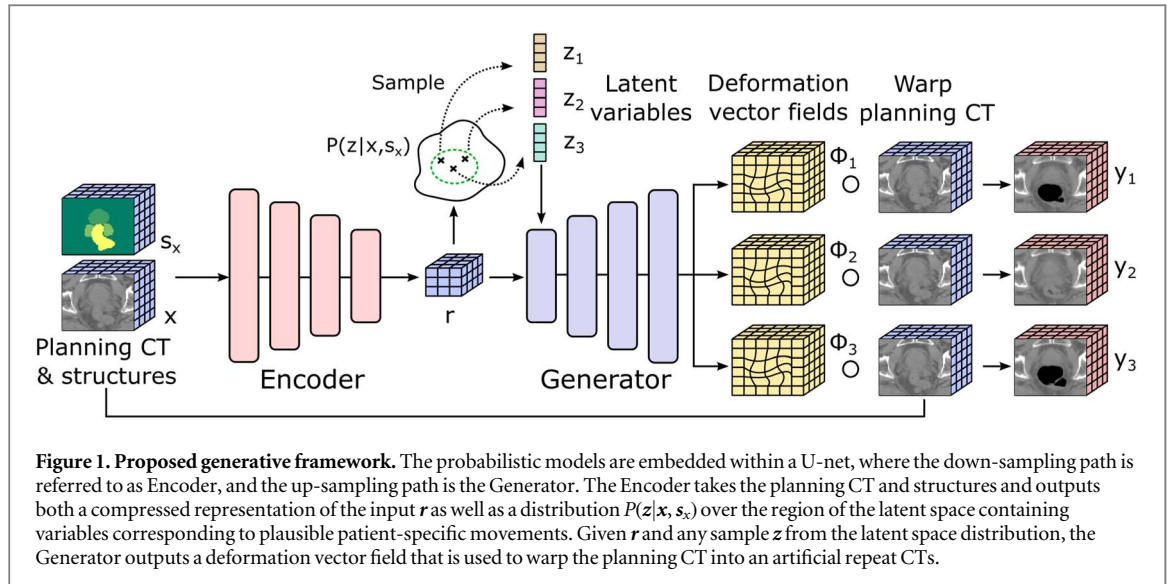 Sample
P(z|x,sₓ)
z₁
z₂
z₃
Latent
variables
Deformation
vector fields
Warp
planning CT
Φ₁
y₁
Φ₂
y₂
Φ₃
y₃
sₓ
x
Planning CT
& structures
Encoder
r
Generator
Figure 1. Proposed generative framework. The probabilistic models are embedded within a U-net, where the down-sampling path is
referred to as Encoder, and the up-sampling path is the Generator. The Encoder takes the planning CT and structures and outputs
both a compressed representation of the input r as well as a distribution P(z|x, sₓ) over the region of the latent space containing
variables corresponding to plausible patient-specific movements. Given r and any sample z from the latent space distribution, the
Generator outputs a deformation vector field that is used to warp the planning CT into an artificial repeat CTs.